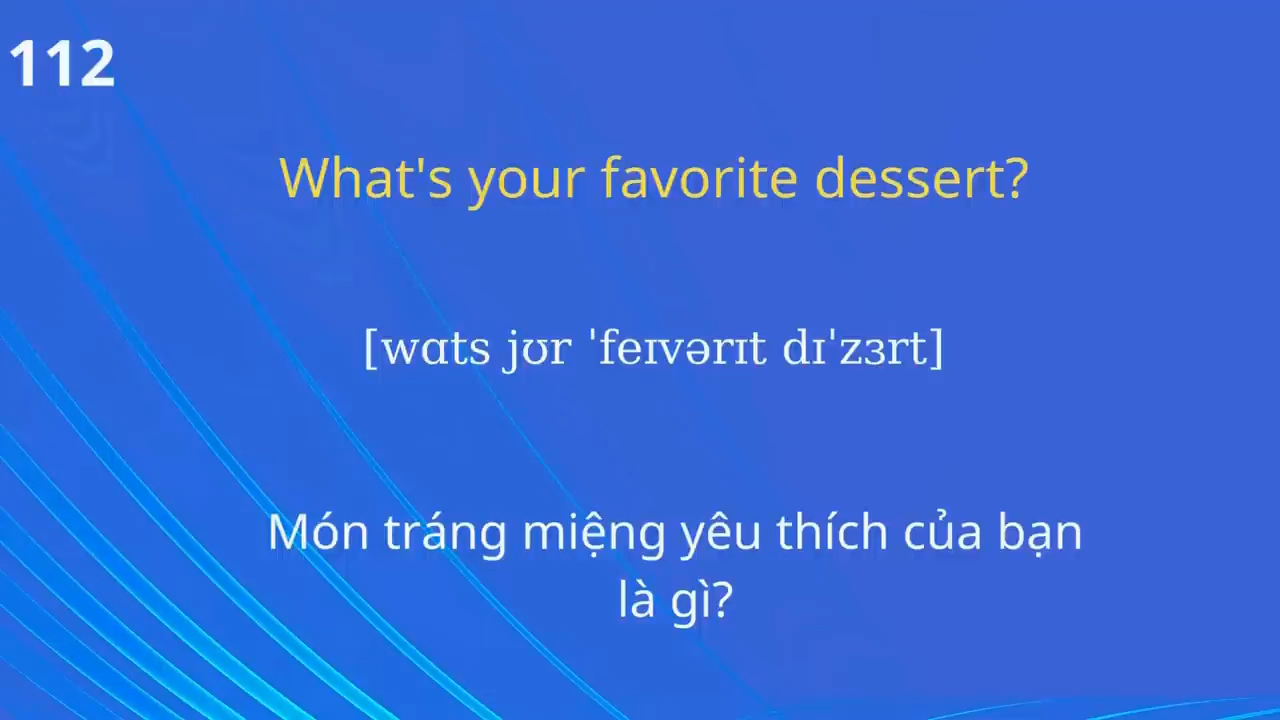 112
What's your favorite dessert?
[wɑts jʊr ˈfeɪvərɪt dɪˈzɜrt]
Món tráng miệng yêu thích của bạn
là gì?